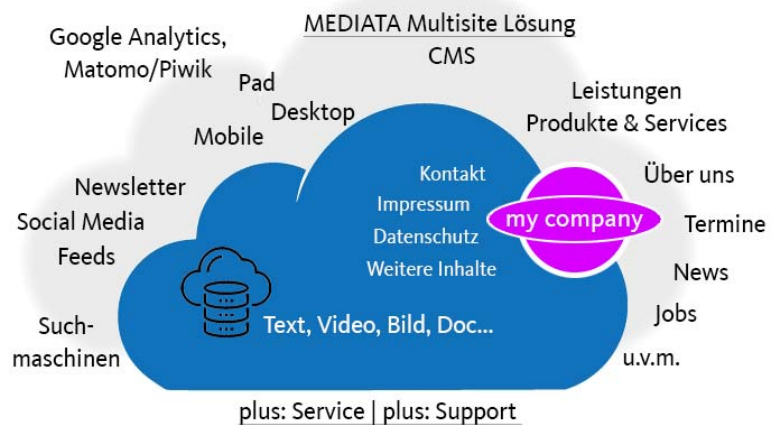 MEDIATA Multisite Lösung
CMS
Google Analytics,
Matomo/Piwik
Pad
Desktop
Mobile
Newsletter
Social Media
Feeds
Such-
maschinen
Leistungen
Produkte & Services
Über uns
Termine
News
Jobs
u.v.m.
Kontakt
Impressum
Datenschutz
Weitere Inhalte
my company
Text, Video, Bild, Doc...
plus: Service | plus: Support